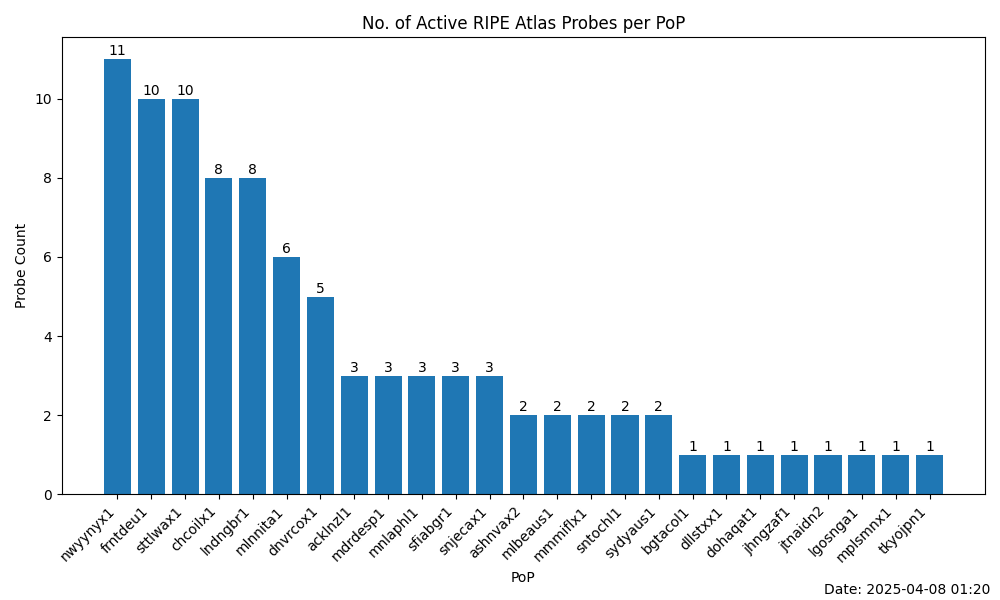 No. of Active RIPE Atlas Probes per PoP
11
10
10
8
8
6
5
3
3
3
3
3
2
2
2
2
2
1
1
1
1
1
1
1
1
10
8
6
4
2
0
Probe Count
nwyynyx1
frntdeu1
sttlwax1
chcoilx1
lndngbr1
mlnnita1
dnvrcox1
acklnzl1
mdrdesp1
mnlaphl1
sfiabgr1
snjecax1
ashnvax2
mlbeaus1
mmmiflx1
sntochl1
sydyaus1
bgtacol1
dllstxx1
dohaqat1
jhngzaf1
jtnaidn2
lgosnga1
mplsmnx1
tkyojpn1
PoP
Date: 2025-04-08 01:20